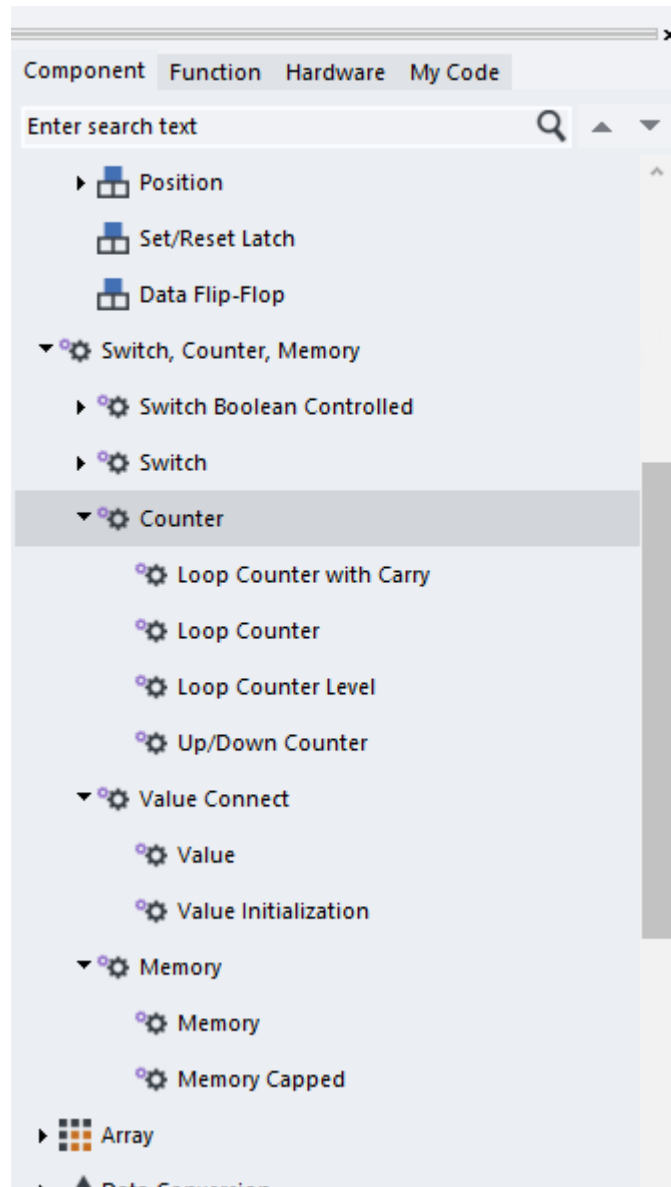 Component Function Hardware My Code
Enter search text
Position
Set/Reset Latch
Data Flip-Flop
Switch, Counter, Memory
Switch Boolean Controlled
Switch
Counter
Loop Counter with Carry
Loop Counter
Loop Counter Level
Up/Down Counter
Value Connect
Value
Value Initialization
Memory
Memory
Memory Capped
Array
Data Conversion